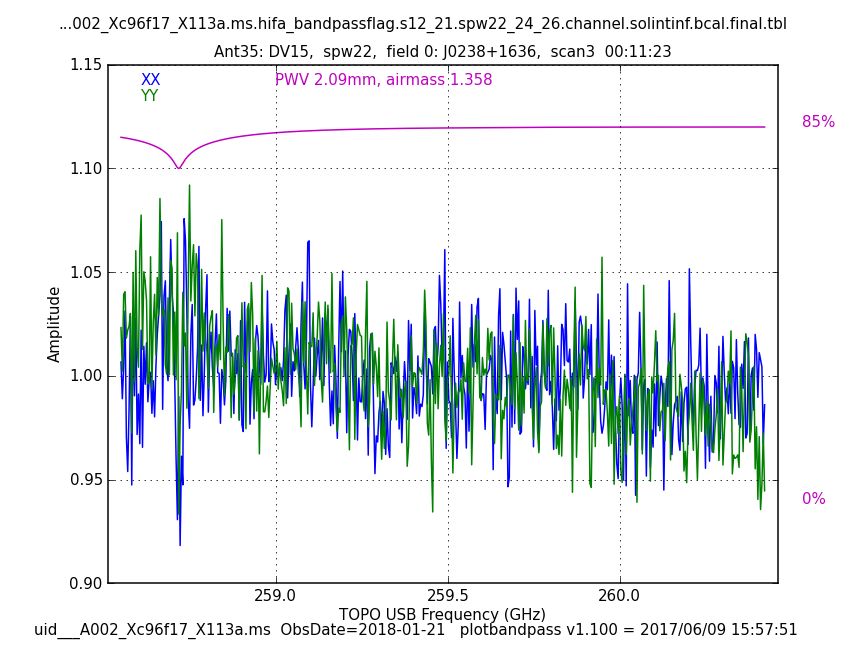 ...002_Xc96f17_X113a.ms.hifa_bandpassflag.s12_21.spw22_24_26.channel.solintinf.bcal.final.tbl
Ant35: DV15,  spw22,  field 0: J0238+1636,  scan3  00:11:23
1.15
XX
PWV 2.09mm, airmass 1.358
YY
85%
1.10
1.05
Amplitude
1.00
0.95
0%
0.90
259.0
259.5
260.0
TOPO USB Frequency (GHz)
uid___A002_Xc96f17_X113a.ms  ObsDate=2018-01-21   plotbandpass v1.100 = 2017/06/09 15:57:51